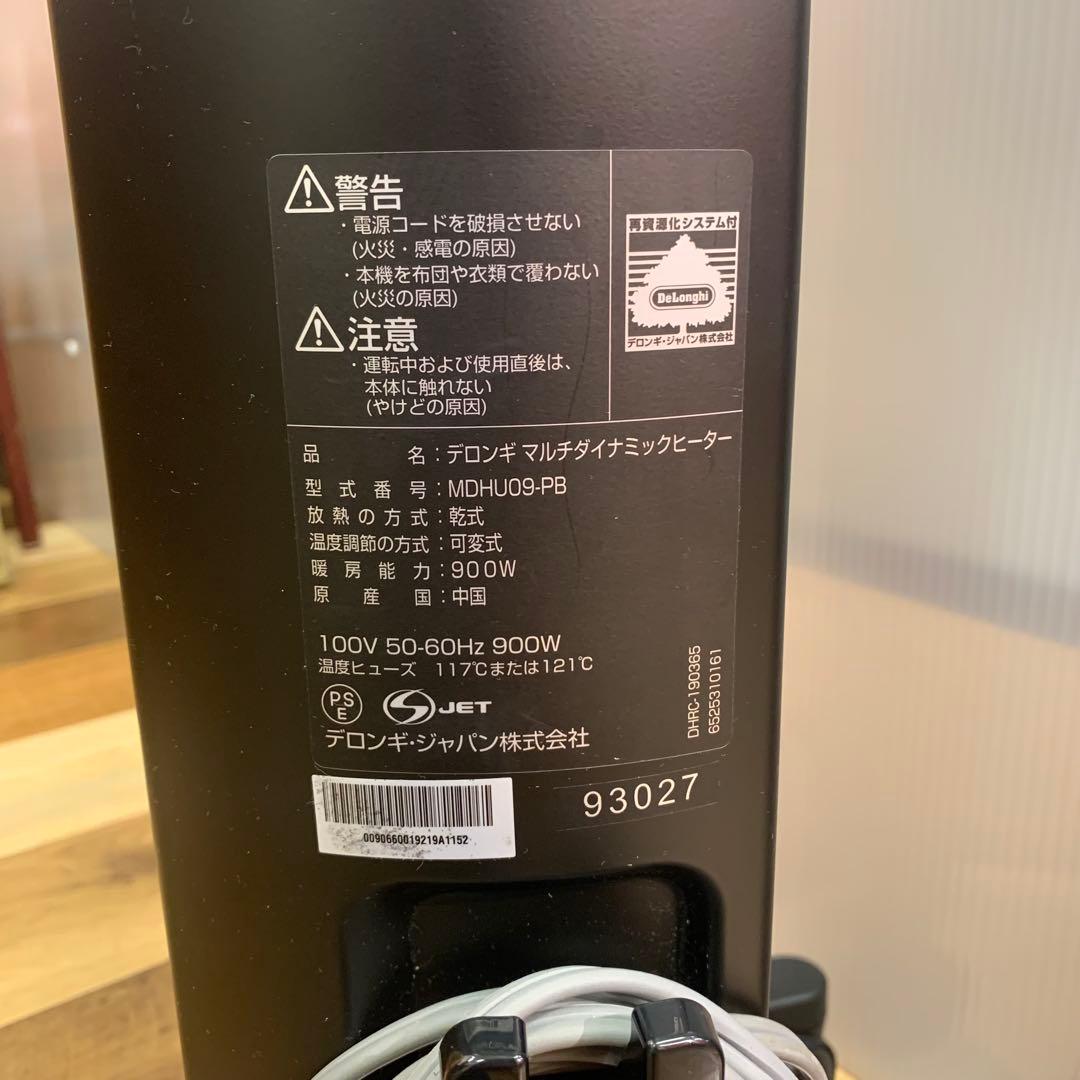 警告
・電源コードを破損させない
(火災・感電の原因)
・本機を布団や衣類で覆わない
(火災の原因)
注意
・運転中および使用直後は、
本体に触れない
(やけどの原因)
再資源化システム付
DeLonghi
デロンギ・ジャパン株式会社
品名：デロンギ マルチダイナミックヒーター
型式番号：MDHU09-PB
放熱の方式：乾式
温度調節の方式：可変式
暖房能力：900W
原産国：中国
100V 50-60Hz 900W
温度ヒューズ 117℃または121℃
PS
E
S JET
デロンギ・ジャパン株式会社
DHRC-190365
6525310161
0090660019219A1152
93027